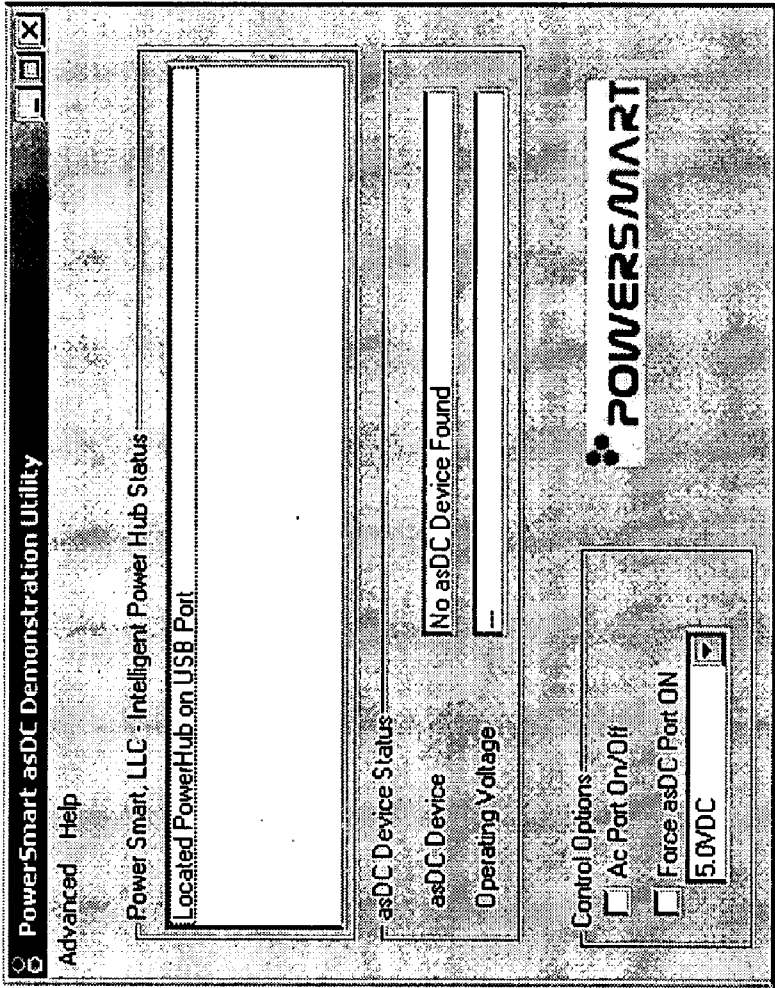 PowerSmart asDC Demonstration Utility
Advanced Help
Power Smart, LLC - Intelligent Power Hub Status
Located PowerHub on USB Port
asDC Device Status
asDC Device No asDC Device Found
Operating Voltage ---
Control Options
Ac Port On/Off
Force asDC Port ON
5.0VDC
POWERSMART